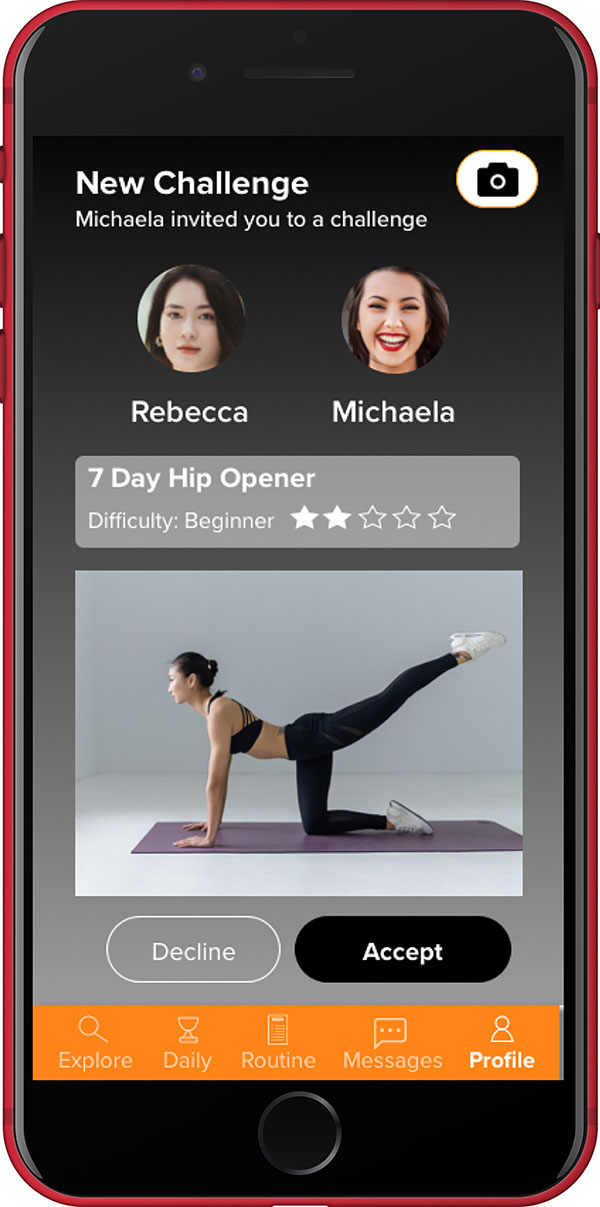 New Challenge
Michaela invited you to a challenge
Rebecca Michaela
7 Day Hip Opener
Difficulty: Beginner
Decline Accept
Explore Daily Routine Messages Profile